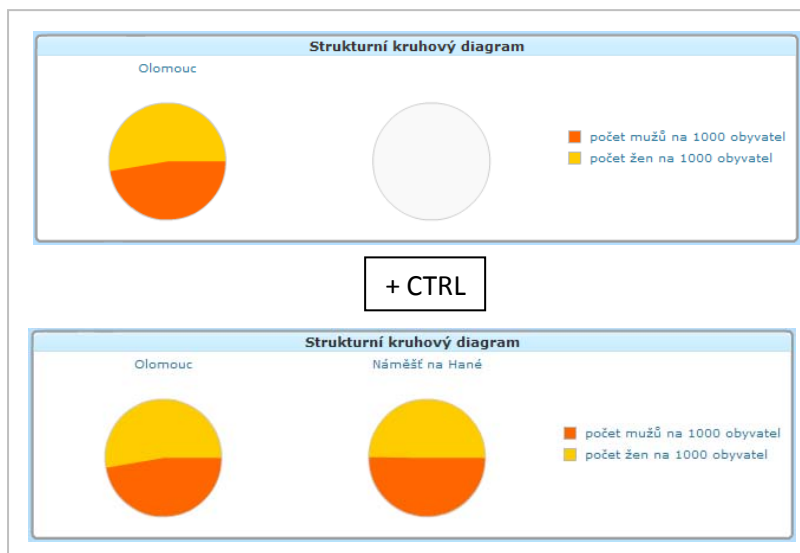 Strukturní kruhový diagram
Olomouc
počet mužů na 1000 obyvatel
počet žen na 1000 obyvatel
+ CTRL
Strukturní kruhový diagram
Olomouc Náměšť na Hané
počet mužů na 1000 obyvatel
počet žen na 1000 obyvatel